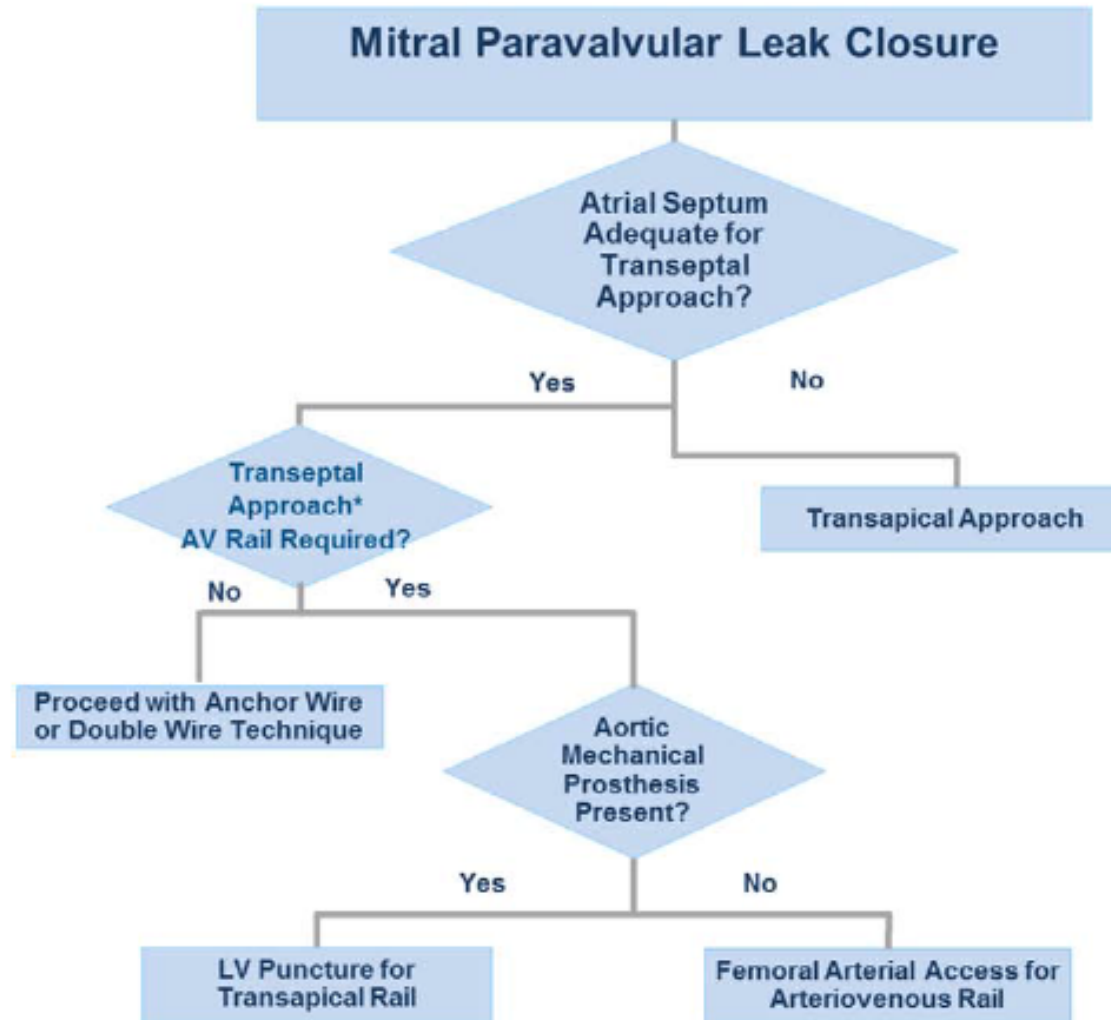 Mitral Paravalvular Leak Closure
Atrial Septum
Adequate for
Transeptal
Approach?
Yes
No
Transeptal
Approach*
AV Rail Required?
Transapical Approach
No
Yes
Proceed with Anchor Wire
or Double Wire Technique
Aortic
Mechanical
Prosthesis
Present?
Yes
No
LV Puncture for
Transapical Rail
Femoral Arterial Access for
Arteriovenous Rail